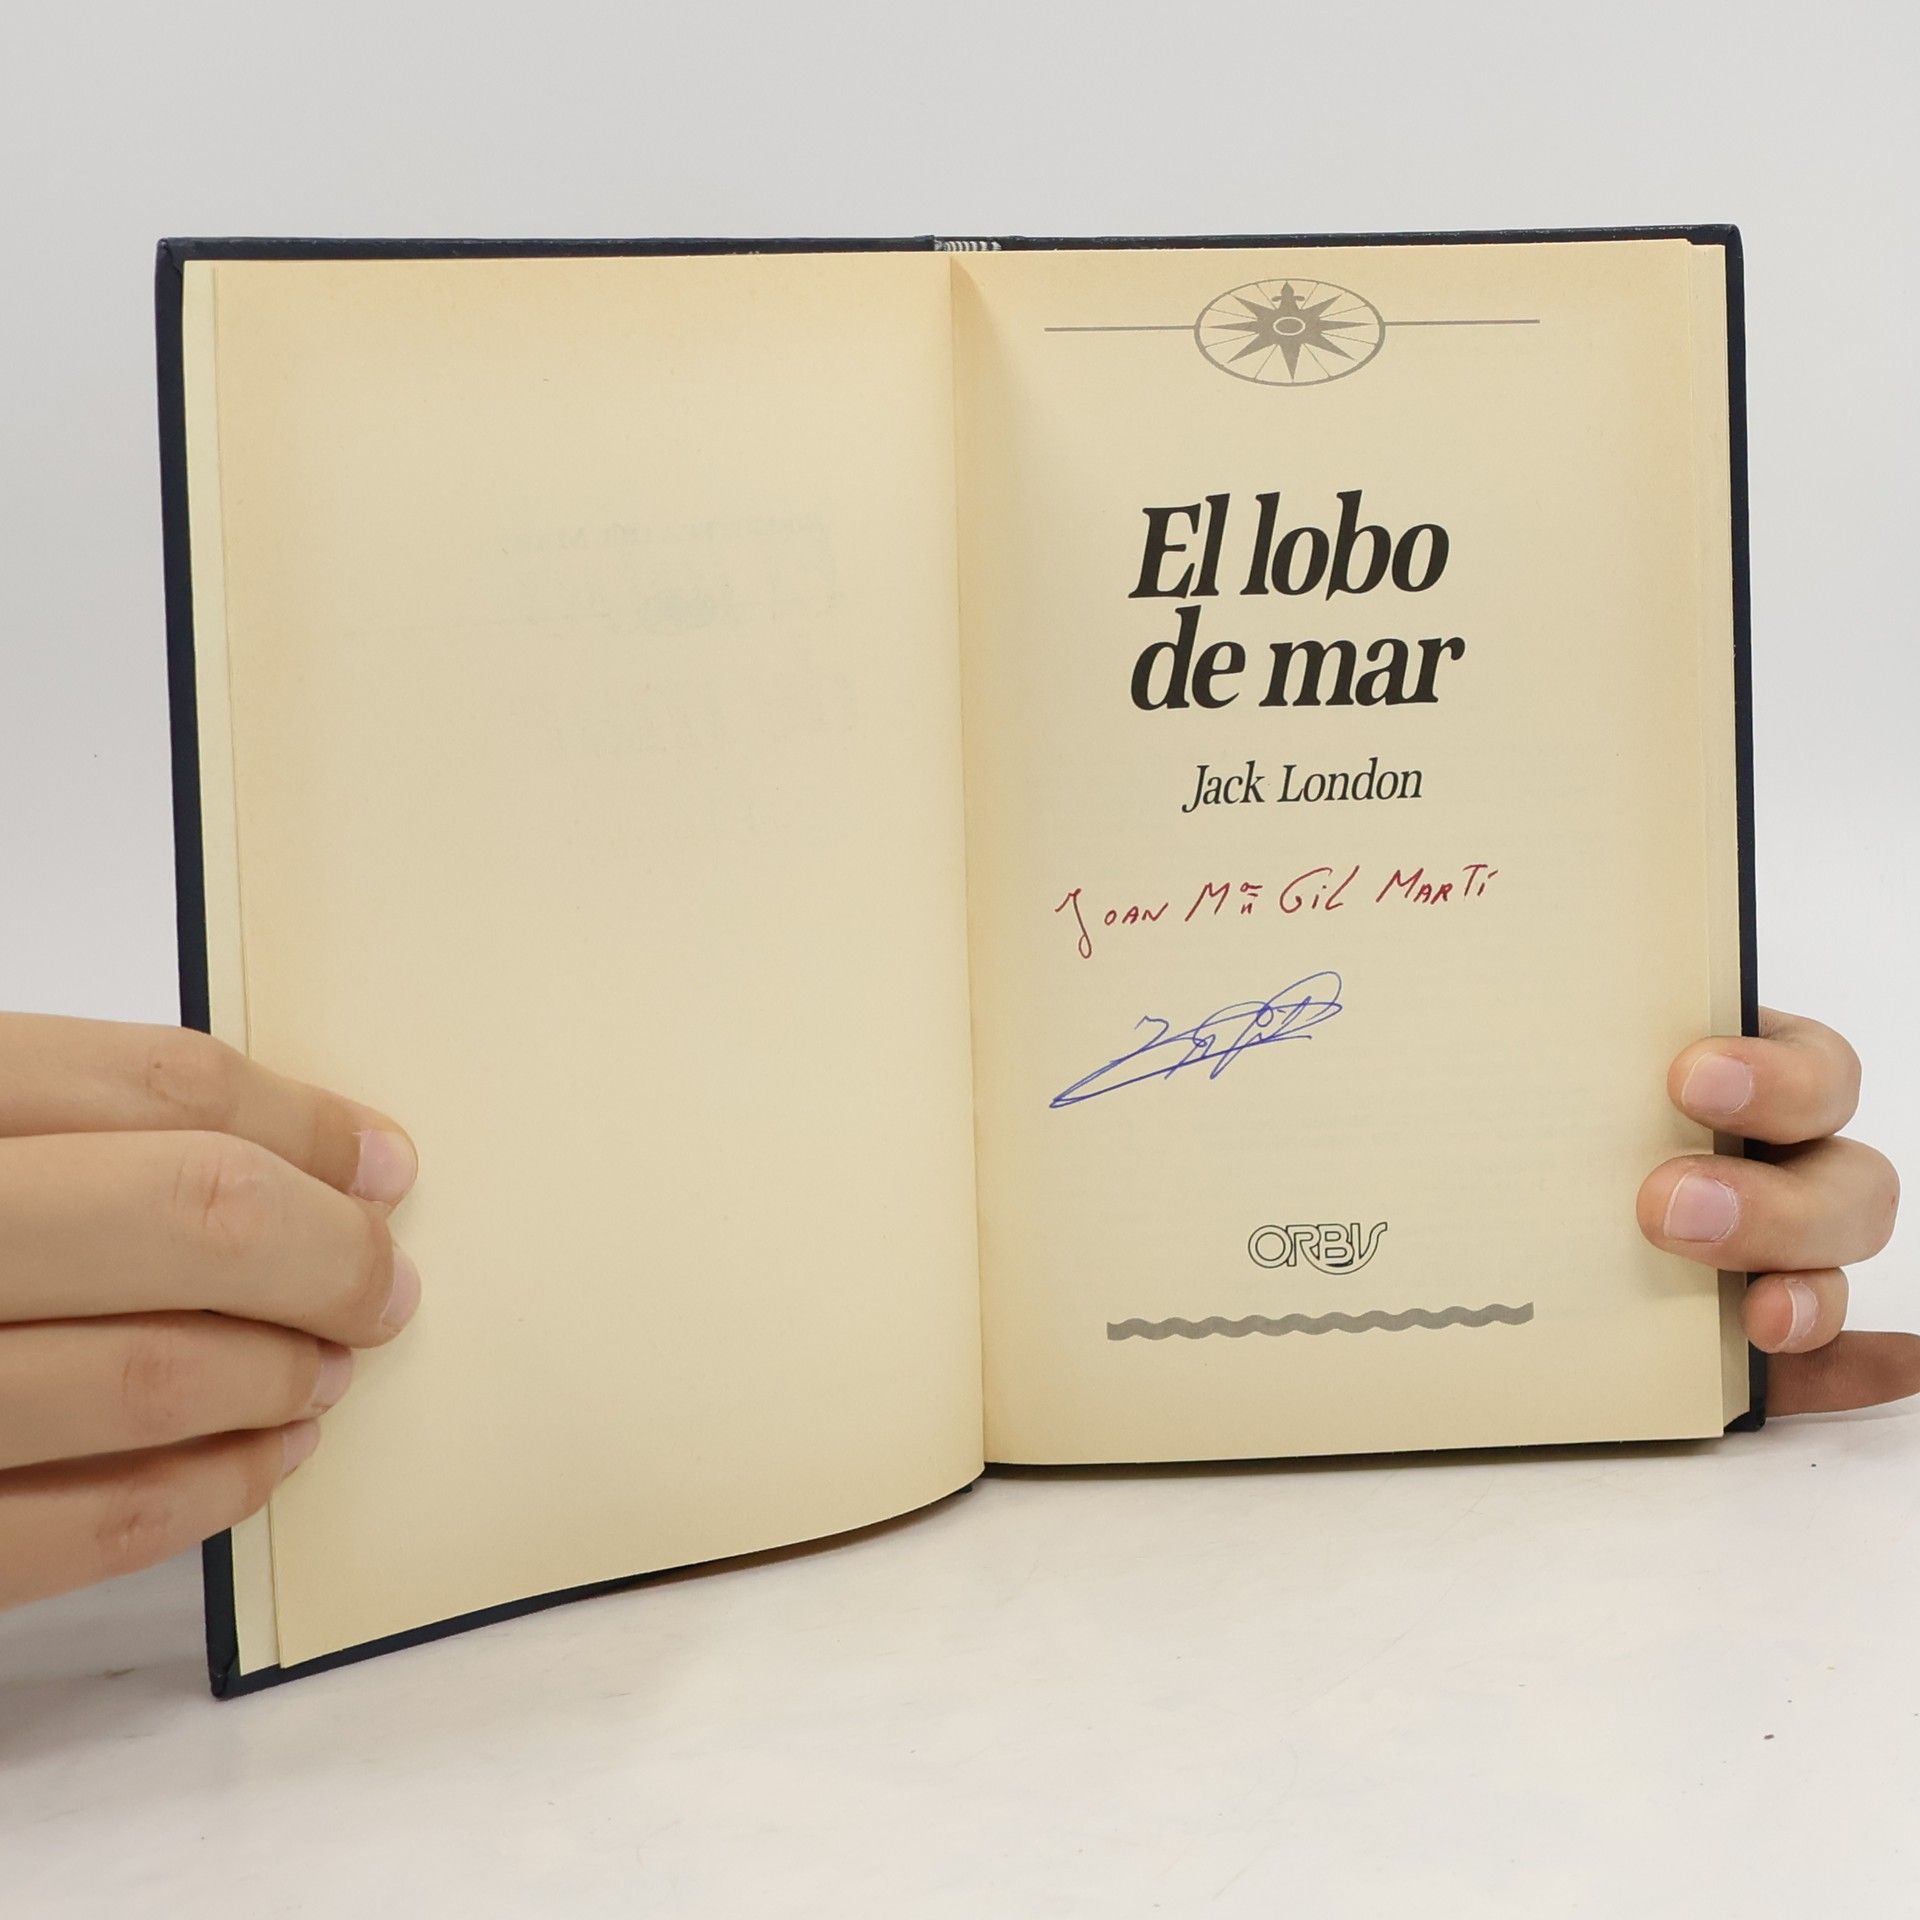 El lobo
de mar
Jack London
Joan Mª Gil Martí
ORBIS